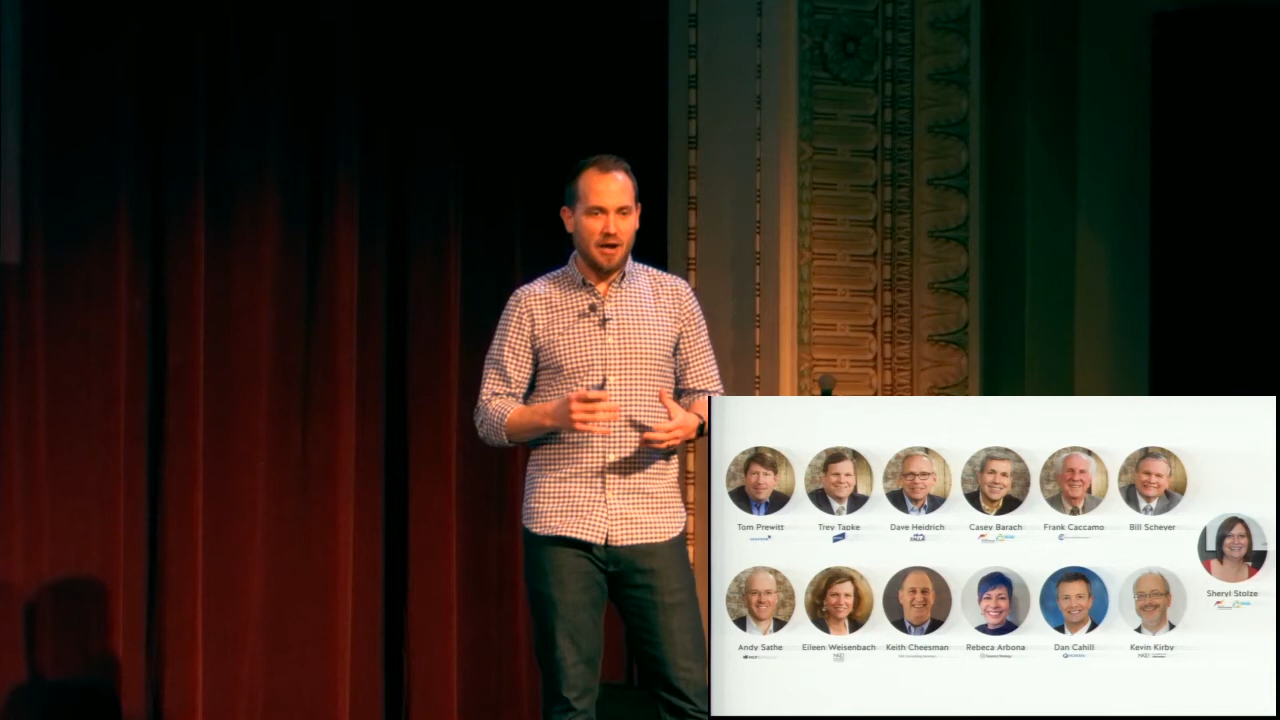 Tom Prewitt Trey Tapke Dave Heidrich Casey Barach Frank Caccamo Bill Scheyer
Sheryl Stolze
Andy Sathe Eileen Weisenbach Keith Cheesman Rebeca Arbona Dan Cahill Kevin Kirby